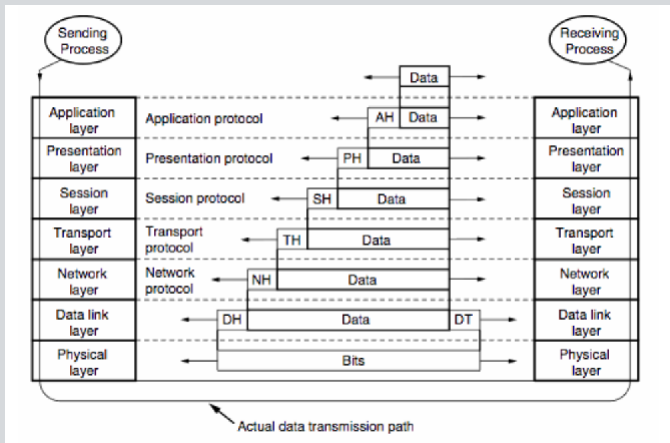 Sending
Process
Receiving
Process
Data
Application
layer
Application protocol
AH
Data
Application
layer
Presentation
layer
Presentation protocol
PH
Data
Presentation
layer
Session
layer
Session protocol
SH
Data
Session
layer
Transport
layer
Transport
protocol
TH
Data
Transport
layer
Network
layer
Network
protocol
NH
Data
Network
layer
Data link
layer
DH
Data
DT
Data link
layer
Physical
layer
Bits
Physical
layer
Actual data transmission path